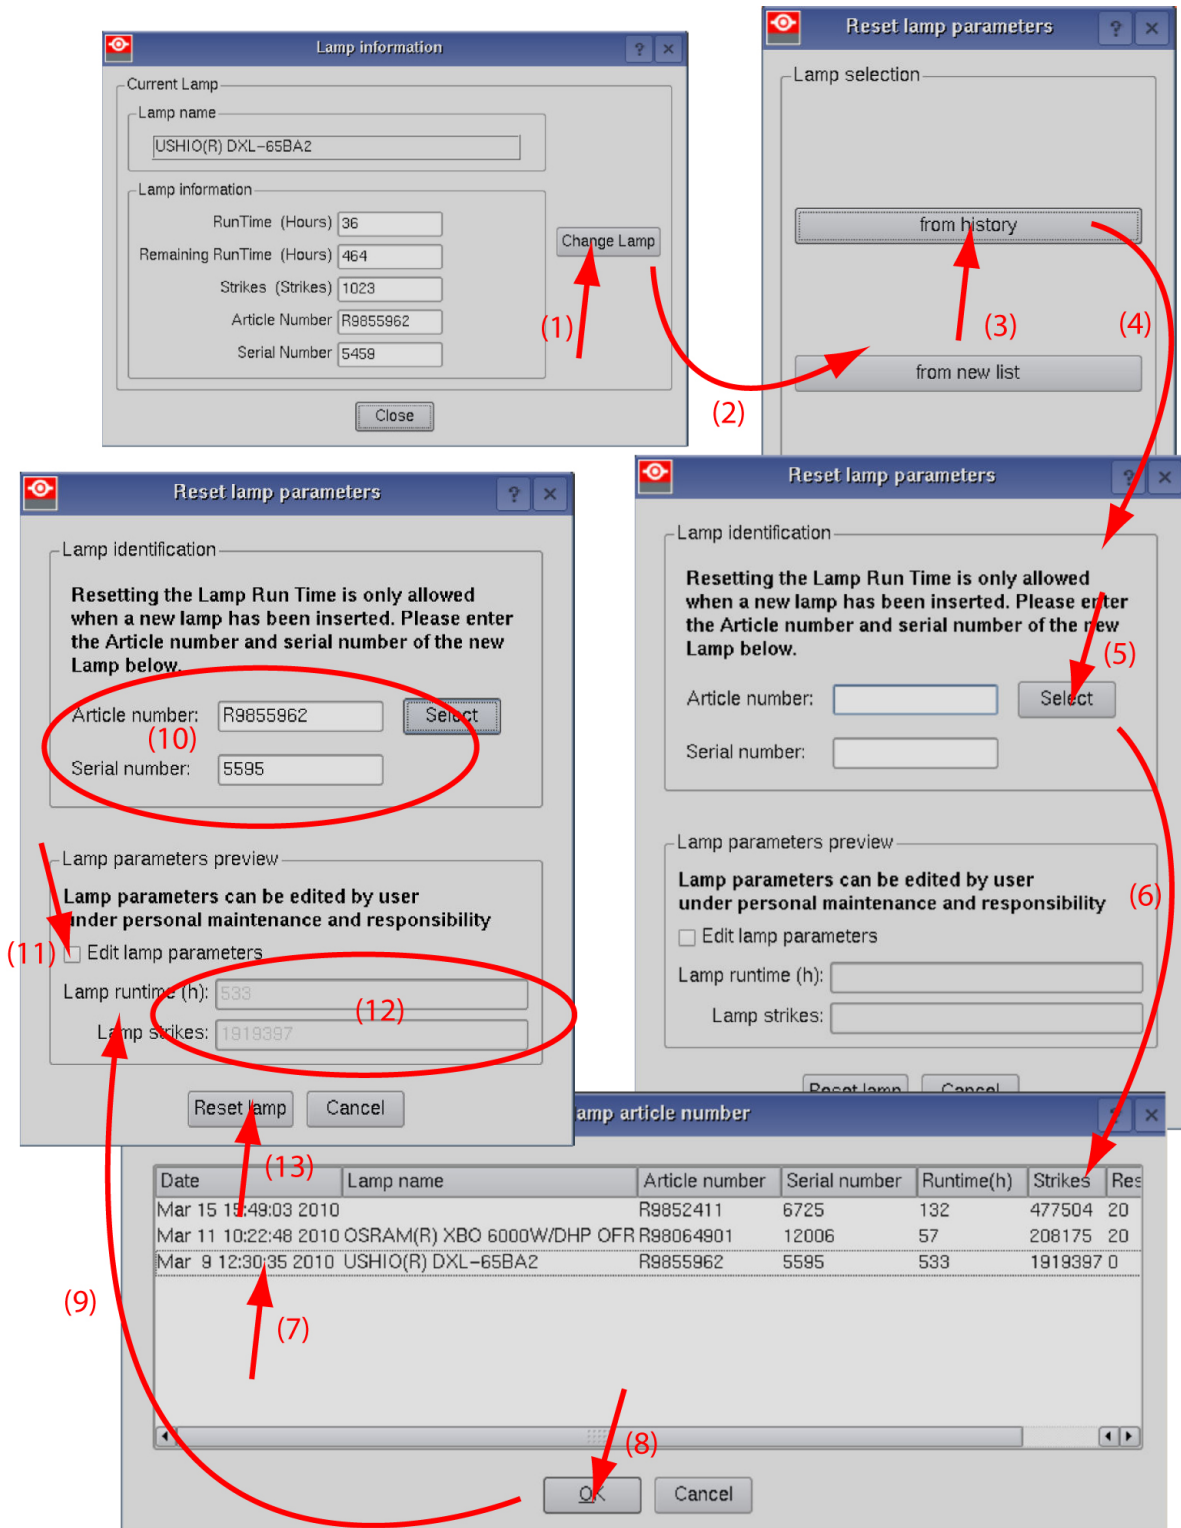 Lamp information
? ×
Current Lamp
Lamp name
USHIO(R) DXL-65BA2
Lamp information
RunTime (Hours) 36
Remaining RunTime (Hours) 464
Strikes (Strikes) 1023
Article Number R9855962
Serial Number 5459
Change Lamp
(1)
Close
(2)
Reset lamp parameters
? ×
Lamp selection
from history
(3)
(4)
from new list
Reset lamp parameters
? ×
Lamp identification
Resetting the Lamp Run Time is only allowed
when a new lamp has been inserted. Please enter
the Article number and serial number of the new
Lamp below.
(5)
Article number: Select
Serial number:
Lamp parameters preview
Lamp parameters can be edited by user
under personal maintenance and responsibility
(6)
Edit lamp parameters
Lamp runtime (h):
Lamp strikes:
Reset lamp Cancel
Reset lamp parameters
? ×
Lamp identification
Resetting the Lamp Run Time is only allowed
when a new lamp has been inserted. Please enter
the Article number and serial number of the new
Lamp below.
Article number: R9855962 Select
(10)
Serial number: 5595
Lamp parameters preview
Lamp parameters can be edited by user
under personal maintenance and responsibility
(11) Edit lamp parameters
Lamp runtime (h): 533
(12)
Lamp strikes: 1919397
Reset lamp Cancel
(13)
amp article number
? ×
Date Lamp name Article number Serial number Runtime(h) Strikes Res
Mar 15 15:49:03 2010 R9852411 6725 132 477504 20
Mar 11 10:22:48 2010 OSRAM(R) XBO 6000W/DHP OFR R98064901 12006 57 208175 20
Mar 9 12:30:35 2010 USHIO(R) DXL-65BA2 R9855962 5595 533 1919397 0
(9)
(7)
(8)
OK Cancel